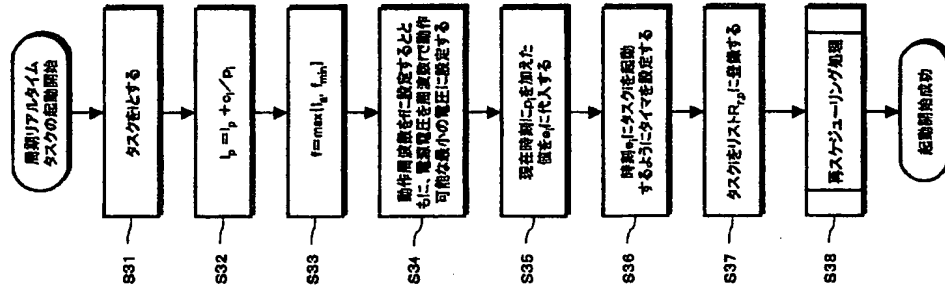 周期リアルタイム
タスクの起動開始
S31
タスクをiとする
S32
I_p = I_p + c_i/p_i
S33
f=max{I_a, f_min}
S34
動作周波数をfに設定するとと
もに、電源電圧を周波数fで動作
可能な最小の電圧に設定する
S35
現在時刻にp_iを加えた
値をe_iに代入する
S36
時刻e_iにタスクiを起動
するようにタイマを設定する
S37
タスクiをリストR_r,pに登録する
S38
再スケジューリング処理
起動開始成功